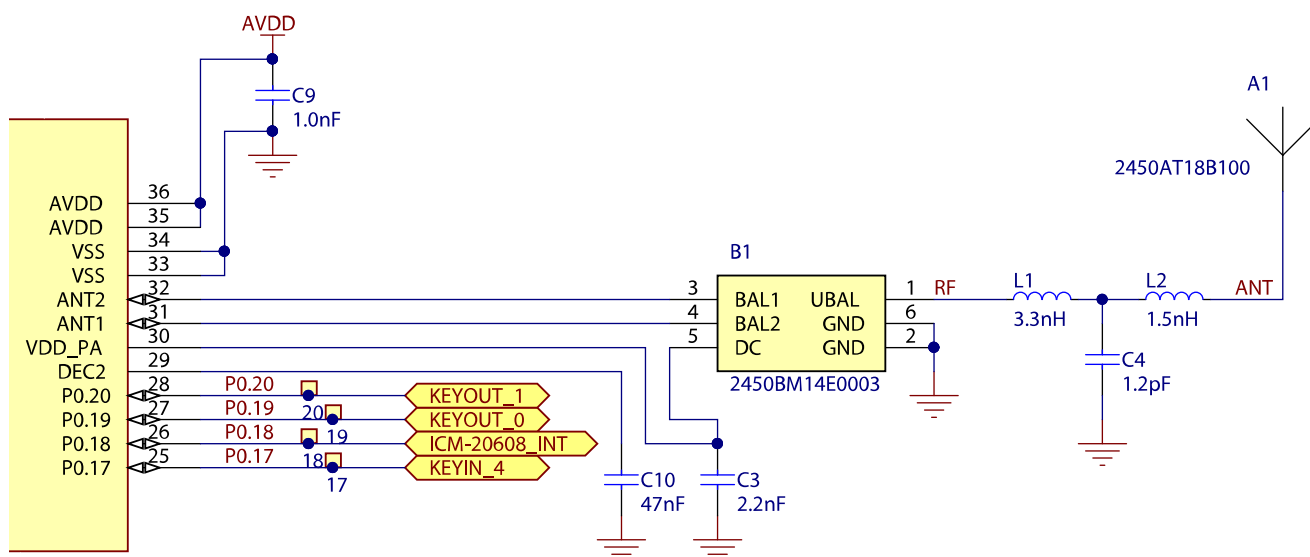 AVDD
C9
1.0nF
A1
2450AT18B100
AVDD 36
AVDD 35
VSS 34
VSS 33
ANT2 32
ANT1 31
VDD_PA 30
DEC2 29
P0.20 28 P0.20 20 KEYOUT_1
P0.19 27 P0.19 19 KEYOUT_0
P0.18 26 P0.18 18 ICM-20608_INT
P0.17 25 P0.17 17 KEYIN_4
B1
3 BAL1 UBAL 1 RF
4 BAL2 GND 6
5 DC GND 2
2450BM14E0003
L1
3.3nH
L2
1.5nH
ANT
C4
1.2pF
C10
47nF
C3
2.2nF